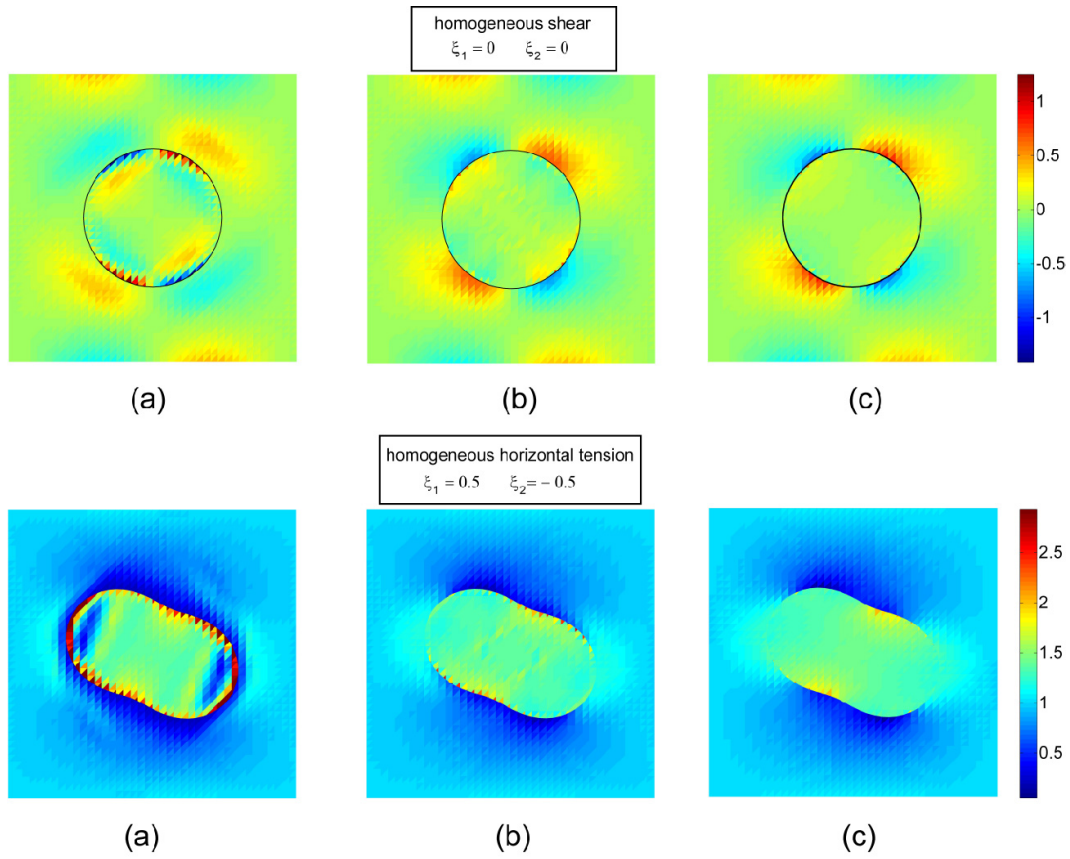 homogeneous shear
ξ₁ = 0 ξ₂ = 0
1
0.5
0
-0.5
-1
(a) (b) (c)
homogeneous horizontal tension
ξ₁ = 0.5 ξ₂ = – 0.5
2.5
2
1.5
1
0.5
(a) (b) (c)